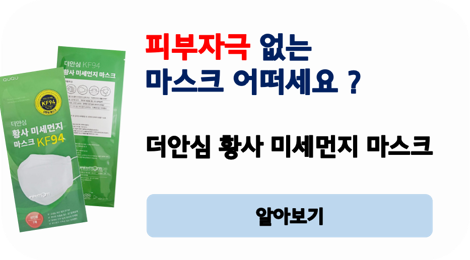 피부자극 없는
마스크 어떠세요 ?
더안심 황사 미세먼지 마스크
알아보기
더안심 KF94
황사 미세먼지 마스크
KF94
더안심
황사 미세먼지
마스크 KF94